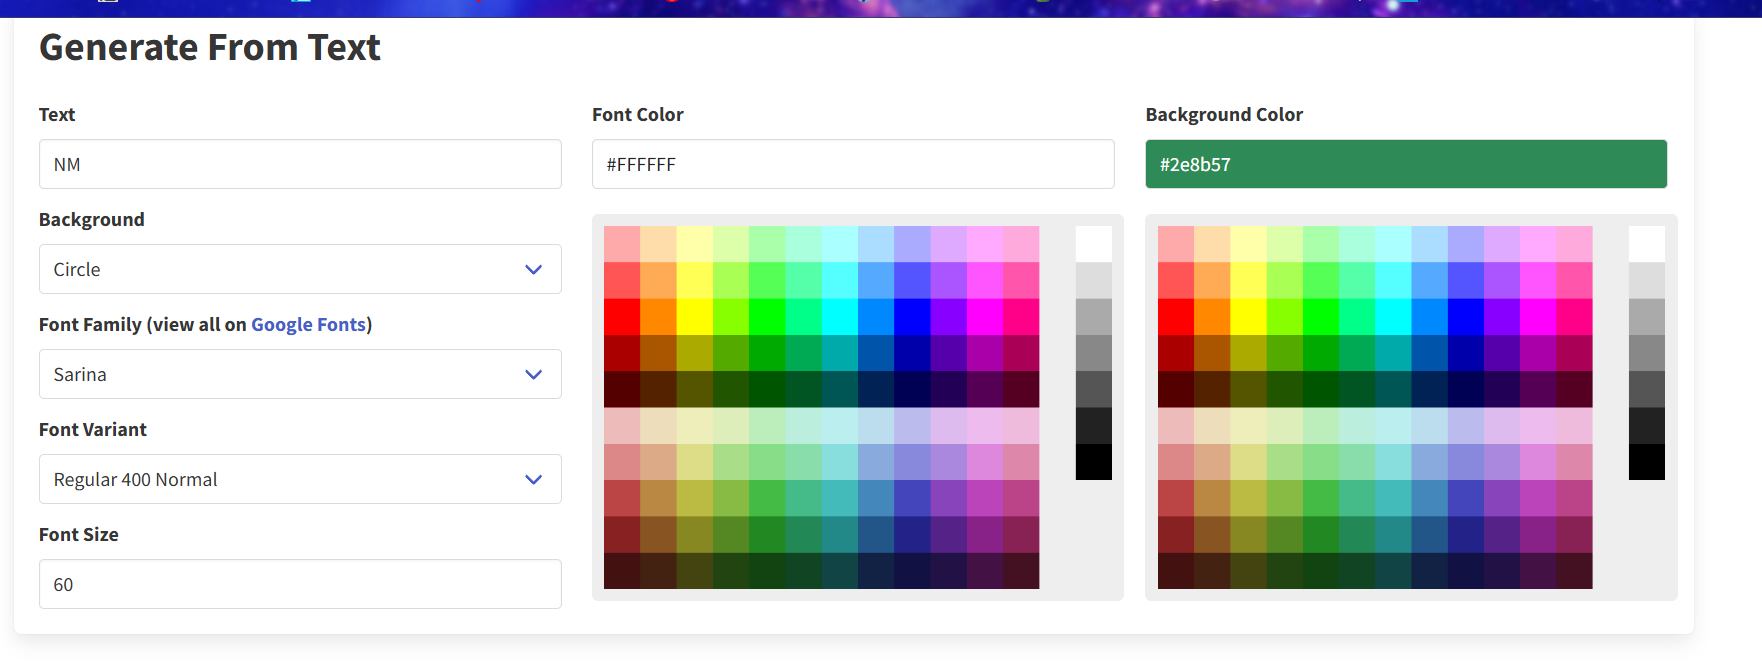 Generate From Text
Text
NM
Background
Circle
Font Family (view all on Google Fonts)
Sarina
Font Variant
Regular 400 Normal
Font Size
60
Font Color
#FFFFFF
Background Color
#2e8b57